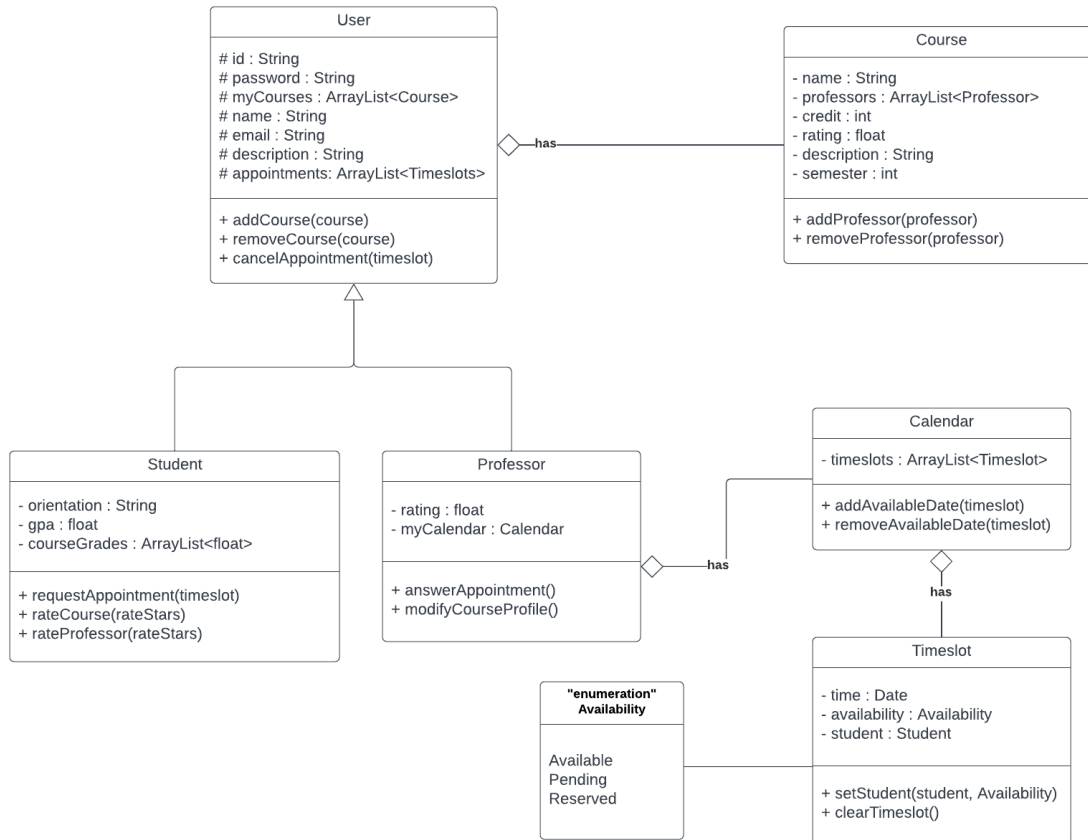 User
# id : String
# password : String
# myCourses : ArrayList<Course>
# name : String
# email : String
# description : String
# appointments: ArrayList<Timeslots>
+ addCourse(course)
+ removeCourse(course)
+ cancelAppointment(timeslot)
has
Course
- name : String
- professors : ArrayList<Professor>
- credit : int
- rating : float
- description : String
- semester : int
+ addProfessor(professor)
+ removeProfessor(professor)
Student
- orientation : String
- gpa : float
- courseGrades : ArrayList<float>
+ requestAppointment(timeslot)
+ rateCourse(rateStars)
+ rateProfessor(rateStars)
Professor
- rating : float
- myCalendar : Calendar
+ answerAppointment()
+ modifyCourseProfile()
has
Calendar
- timeslots : ArrayList<Timeslot>
+ addAvailableDate(timeslot)
+ removeAvailableDate(timeslot)
has
"enumeration"
Availability
Available
Pending
Reserved
Timeslot
- time : Date
- availability : Availability
- student : Student
+ setStudent(student, Availability)
+ clearTimeslot()